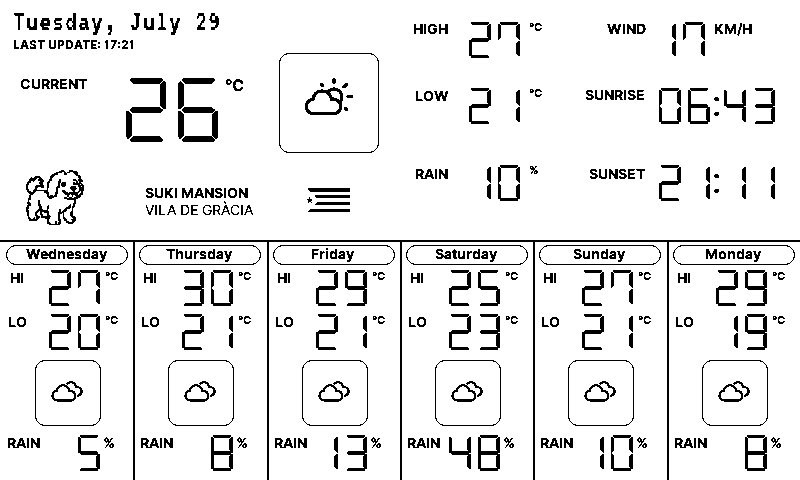 Tuesday, July 29
LAST UPDATE: 17:21
CURRENT 26 °C
HIGH 27 °C
WIND 17 KM/H
LOW 21 °C
SUNRISE 06:43
RAIN 10 %
SUNSET 21:11
SUKI MANSION
VILA DE GRÀCIA
Wednesday
HI 27 °C
LO 20 °C
RAIN 5 %
Thursday
HI 30 °C
LO 21 °C
RAIN 8 %
Friday
HI 29 °C
LO 21 °C
RAIN 13 %
Saturday
HI 25 °C
LO 23 °C
RAIN 48 %
Sunday
HI 27 °C
LO 21 °C
RAIN 10 %
Monday
HI 29 °C
LO 19 °C
RAIN 8 %